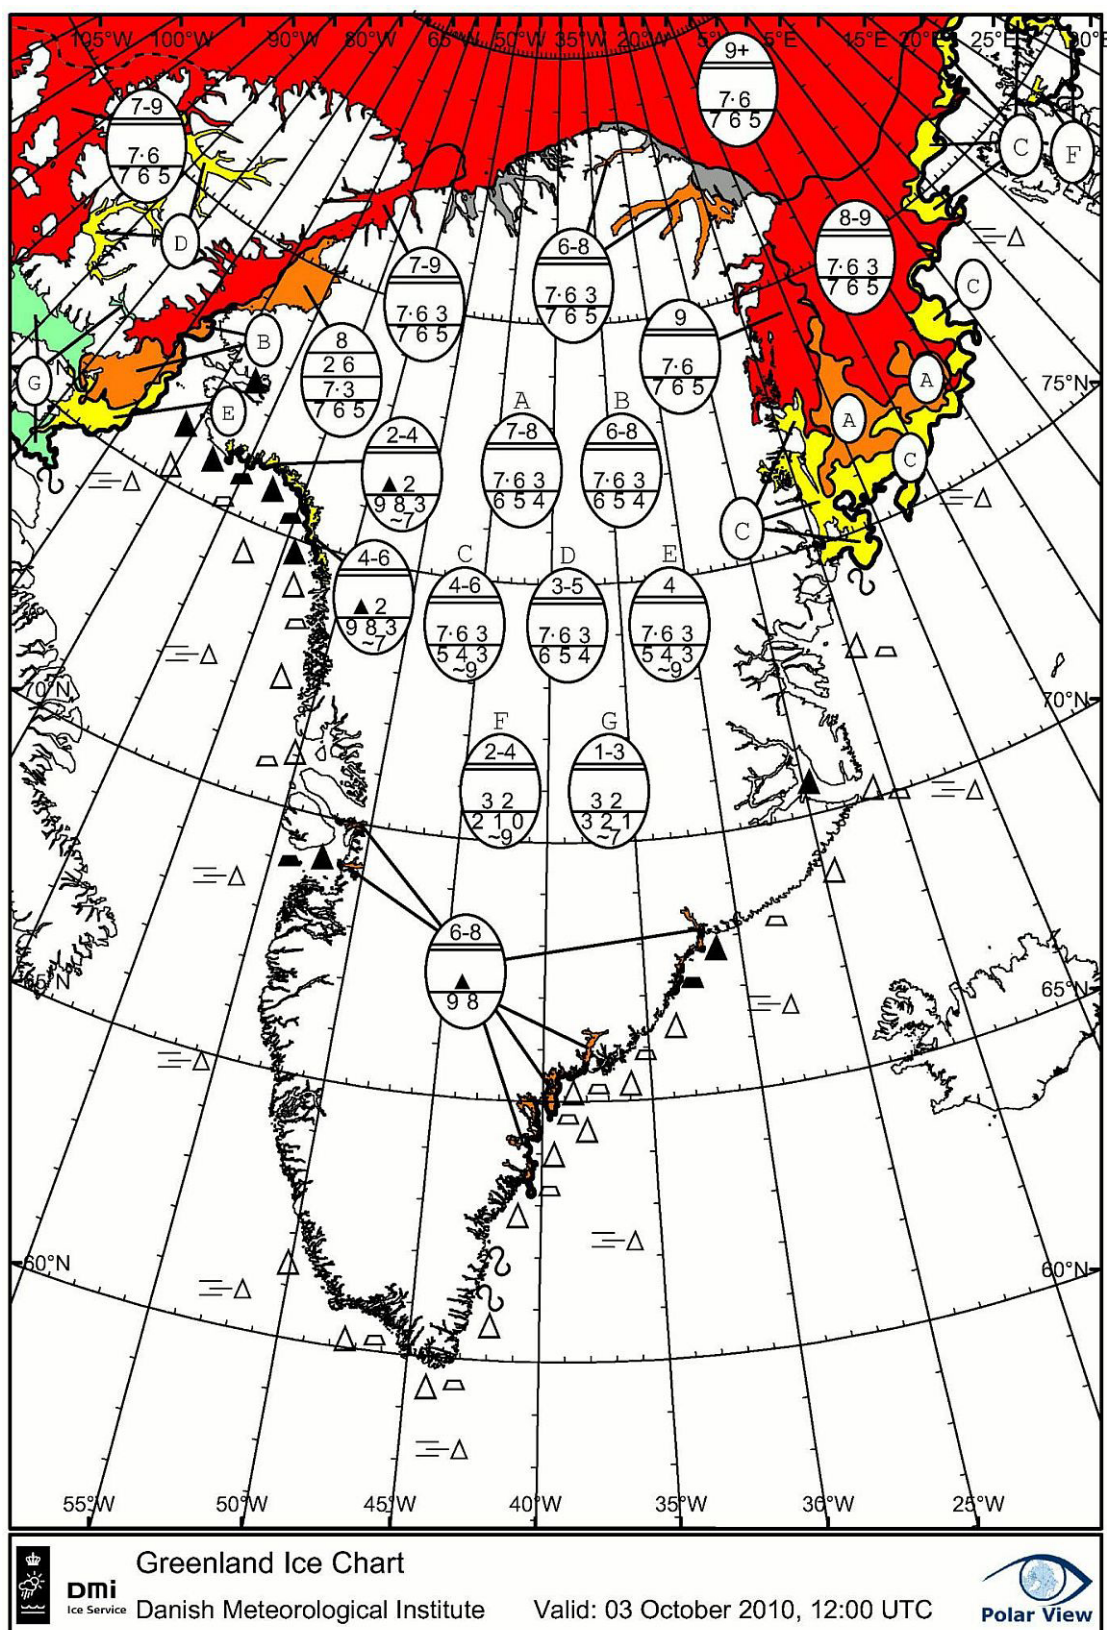 105°W 100°W 90°W 80°W 65°W 50°W 35°W 20°W 5°W 5°E 15°E 20°E 25°E 30°E
9+
7·6
7 6 5
7-9
7·6
7 6 5
C
F
D
8-9
7·6 3
7 6 5
6-8
7·6 3
7 6 5
7-9
7·6 3
7 6 5
C
9
7·6
7 6 5
B
8
2 6
7·3
7 6 5
G
A
75°N
E
A
A
7-8
7·6 3
6 5 4
B
6-8
7·6 3
6 5 4
2-4
▲ 2
9 8 3
~7
C
C
4-6
▲ 2
9 8 3
~7
C
4-6
7·6 3
5 4 3
~9
D
3-5
7·6 3
6 5 4
E
4
7·6 3
5 4 3
~9
70°N
70°N
F
2-4
3 2
2 1 0
~9
G
1-3
3 2
3 2 1
~7
6-8
▲
9 8
65°N
65°N
60°N
60°N
55°W 50°W 45°W 40°W 35°W 30°W 25°W
Greenland Ice Chart
DMi
Ice Service
Danish Meteorological Institute Valid: 03 October 2010, 12:00 UTC
Polar View